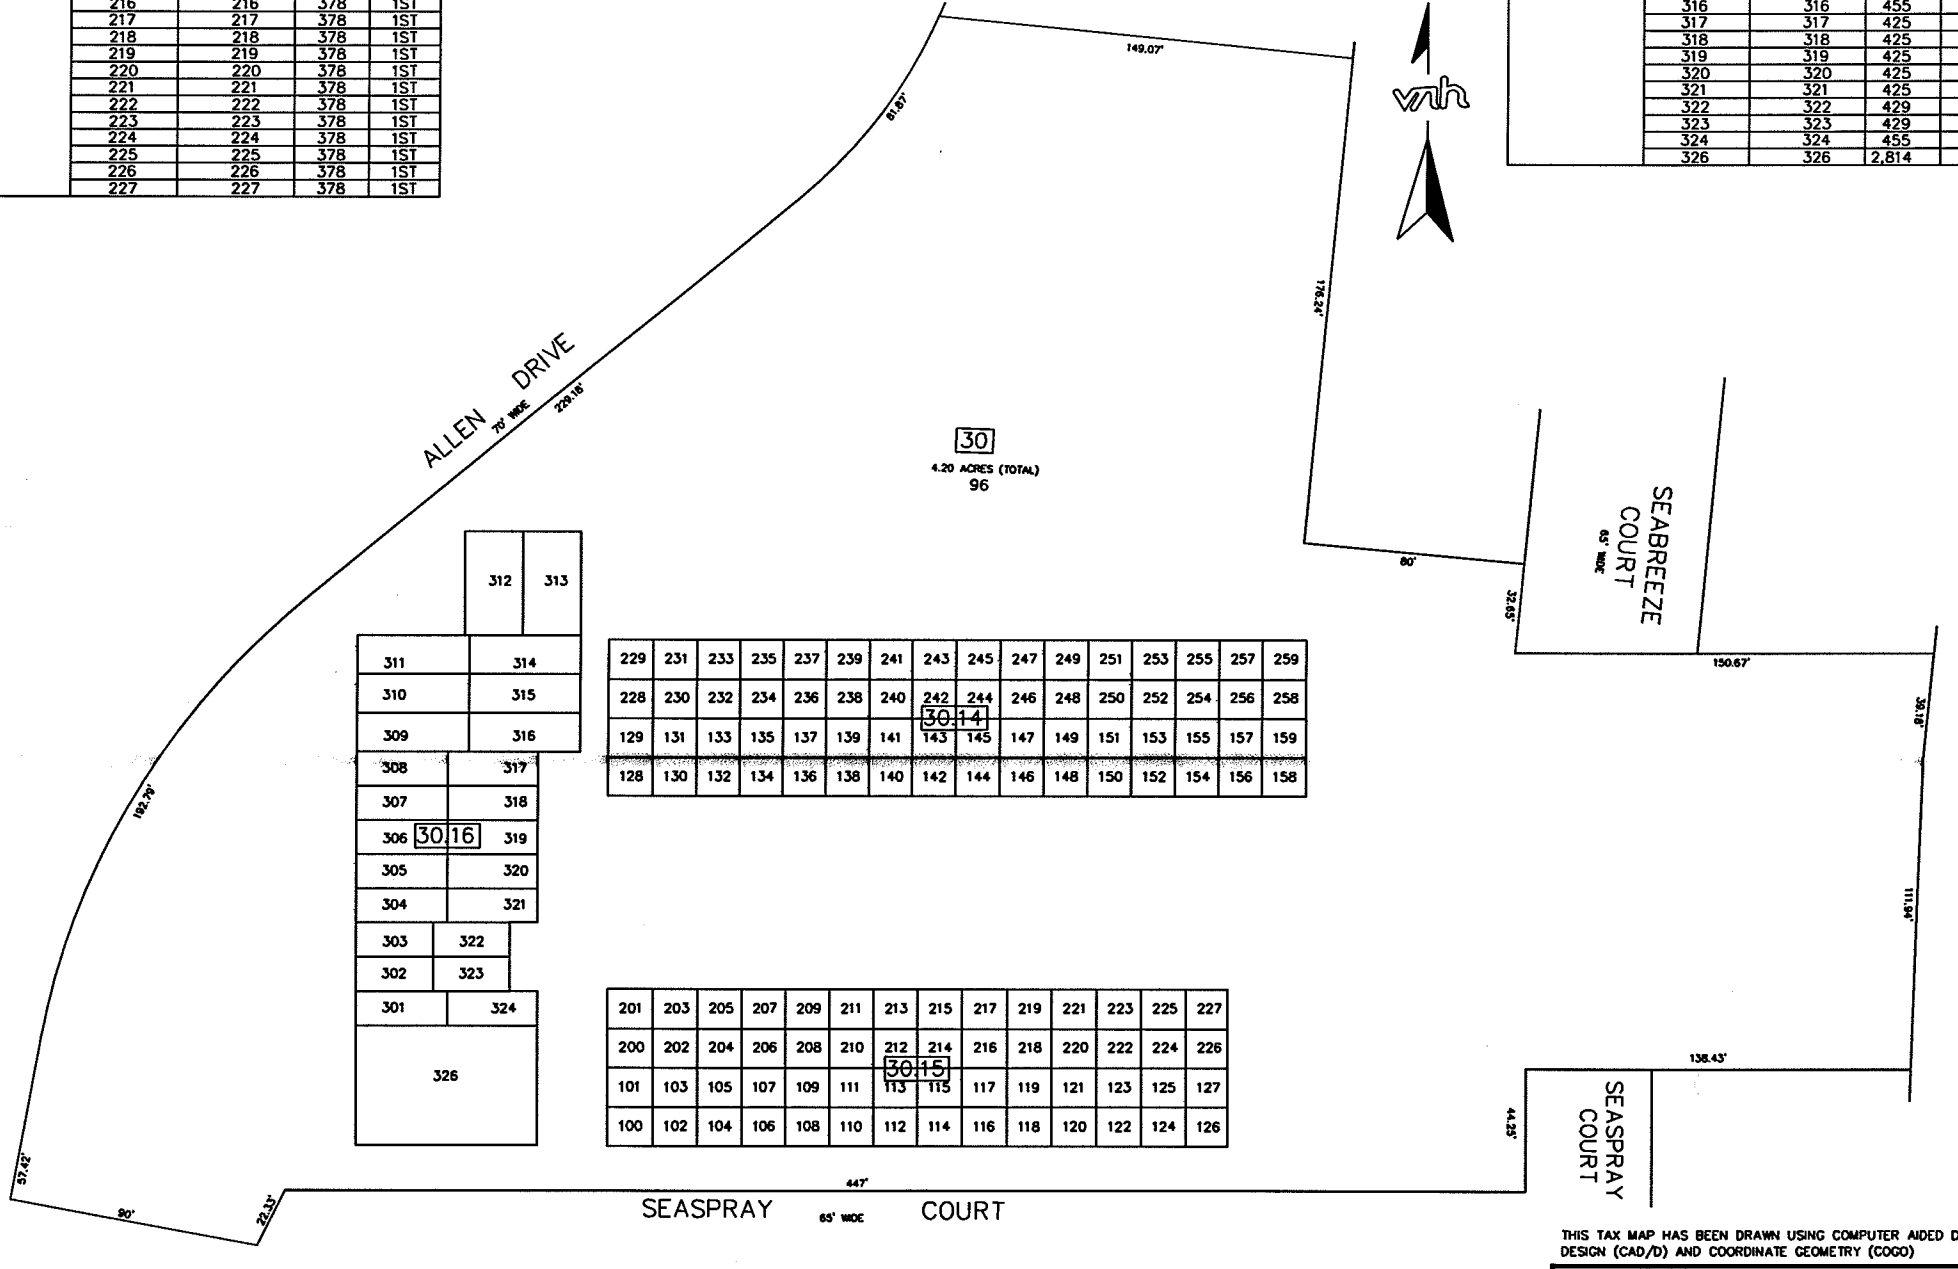 216 216 378 1ST
217 217 378 1ST
218 218 378 1ST
219 219 378 1ST
220 220 378 1ST
221 221 378 1ST
222 222 378 1ST
223 223 378 1ST
224 224 378 1ST
225 225 378 1ST
226 226 378 1ST
227 227 378 1ST
316 316 455
317 317 425
318 318 425
319 319 425
320 320 425
321 321 425
322 322 429
323 323 429
324 324 455
326 326 2,814
149.07'
81.87'
176.24'
ALLEN DRIVE
70' WIDE
229.18'
30
4.20 ACRES (TOTAL)
96
SEABREEZE
COURT
65' WIDE
80'
32.65'
150.67'
39.18'
111.94'
312 313
311 314
310 315
309 316
308 317
307 318
306 30.16 319
305 320
304 321
303 322
302 323
301 324
326
229 231 233 235 237 239 241 243 245 247 249 251 253 255 257 259
228 230 232 234 236 238 240 242 244 246 248 250 252 254 256 258
30.14
129 131 133 135 137 139 141 143 145 147 149 151 153 155 157 159
128 130 132 134 136 138 140 142 144 146 148 150 152 154 156 158
192.79'
201 203 205 207 209 211 213 215 217 219 221 223 225 227
200 202 204 206 208 210 212 214 216 218 220 222 224 226
30.15
101 103 105 107 109 111 113 115 117 119 121 123 125 127
100 102 104 106 108 110 112 114 116 118 120 122 124 126
138.43'
44.25'
SEASPRAY
COURT
57.42'
90'
22.33'
447'
SEASPRAY COURT
65' WIDE
THIS TAX MAP HAS BEEN DRAWN USING COMPUTER AIDED D
DESIGN (CAD/D) AND COORDINATE GEOMETRY (COGO)